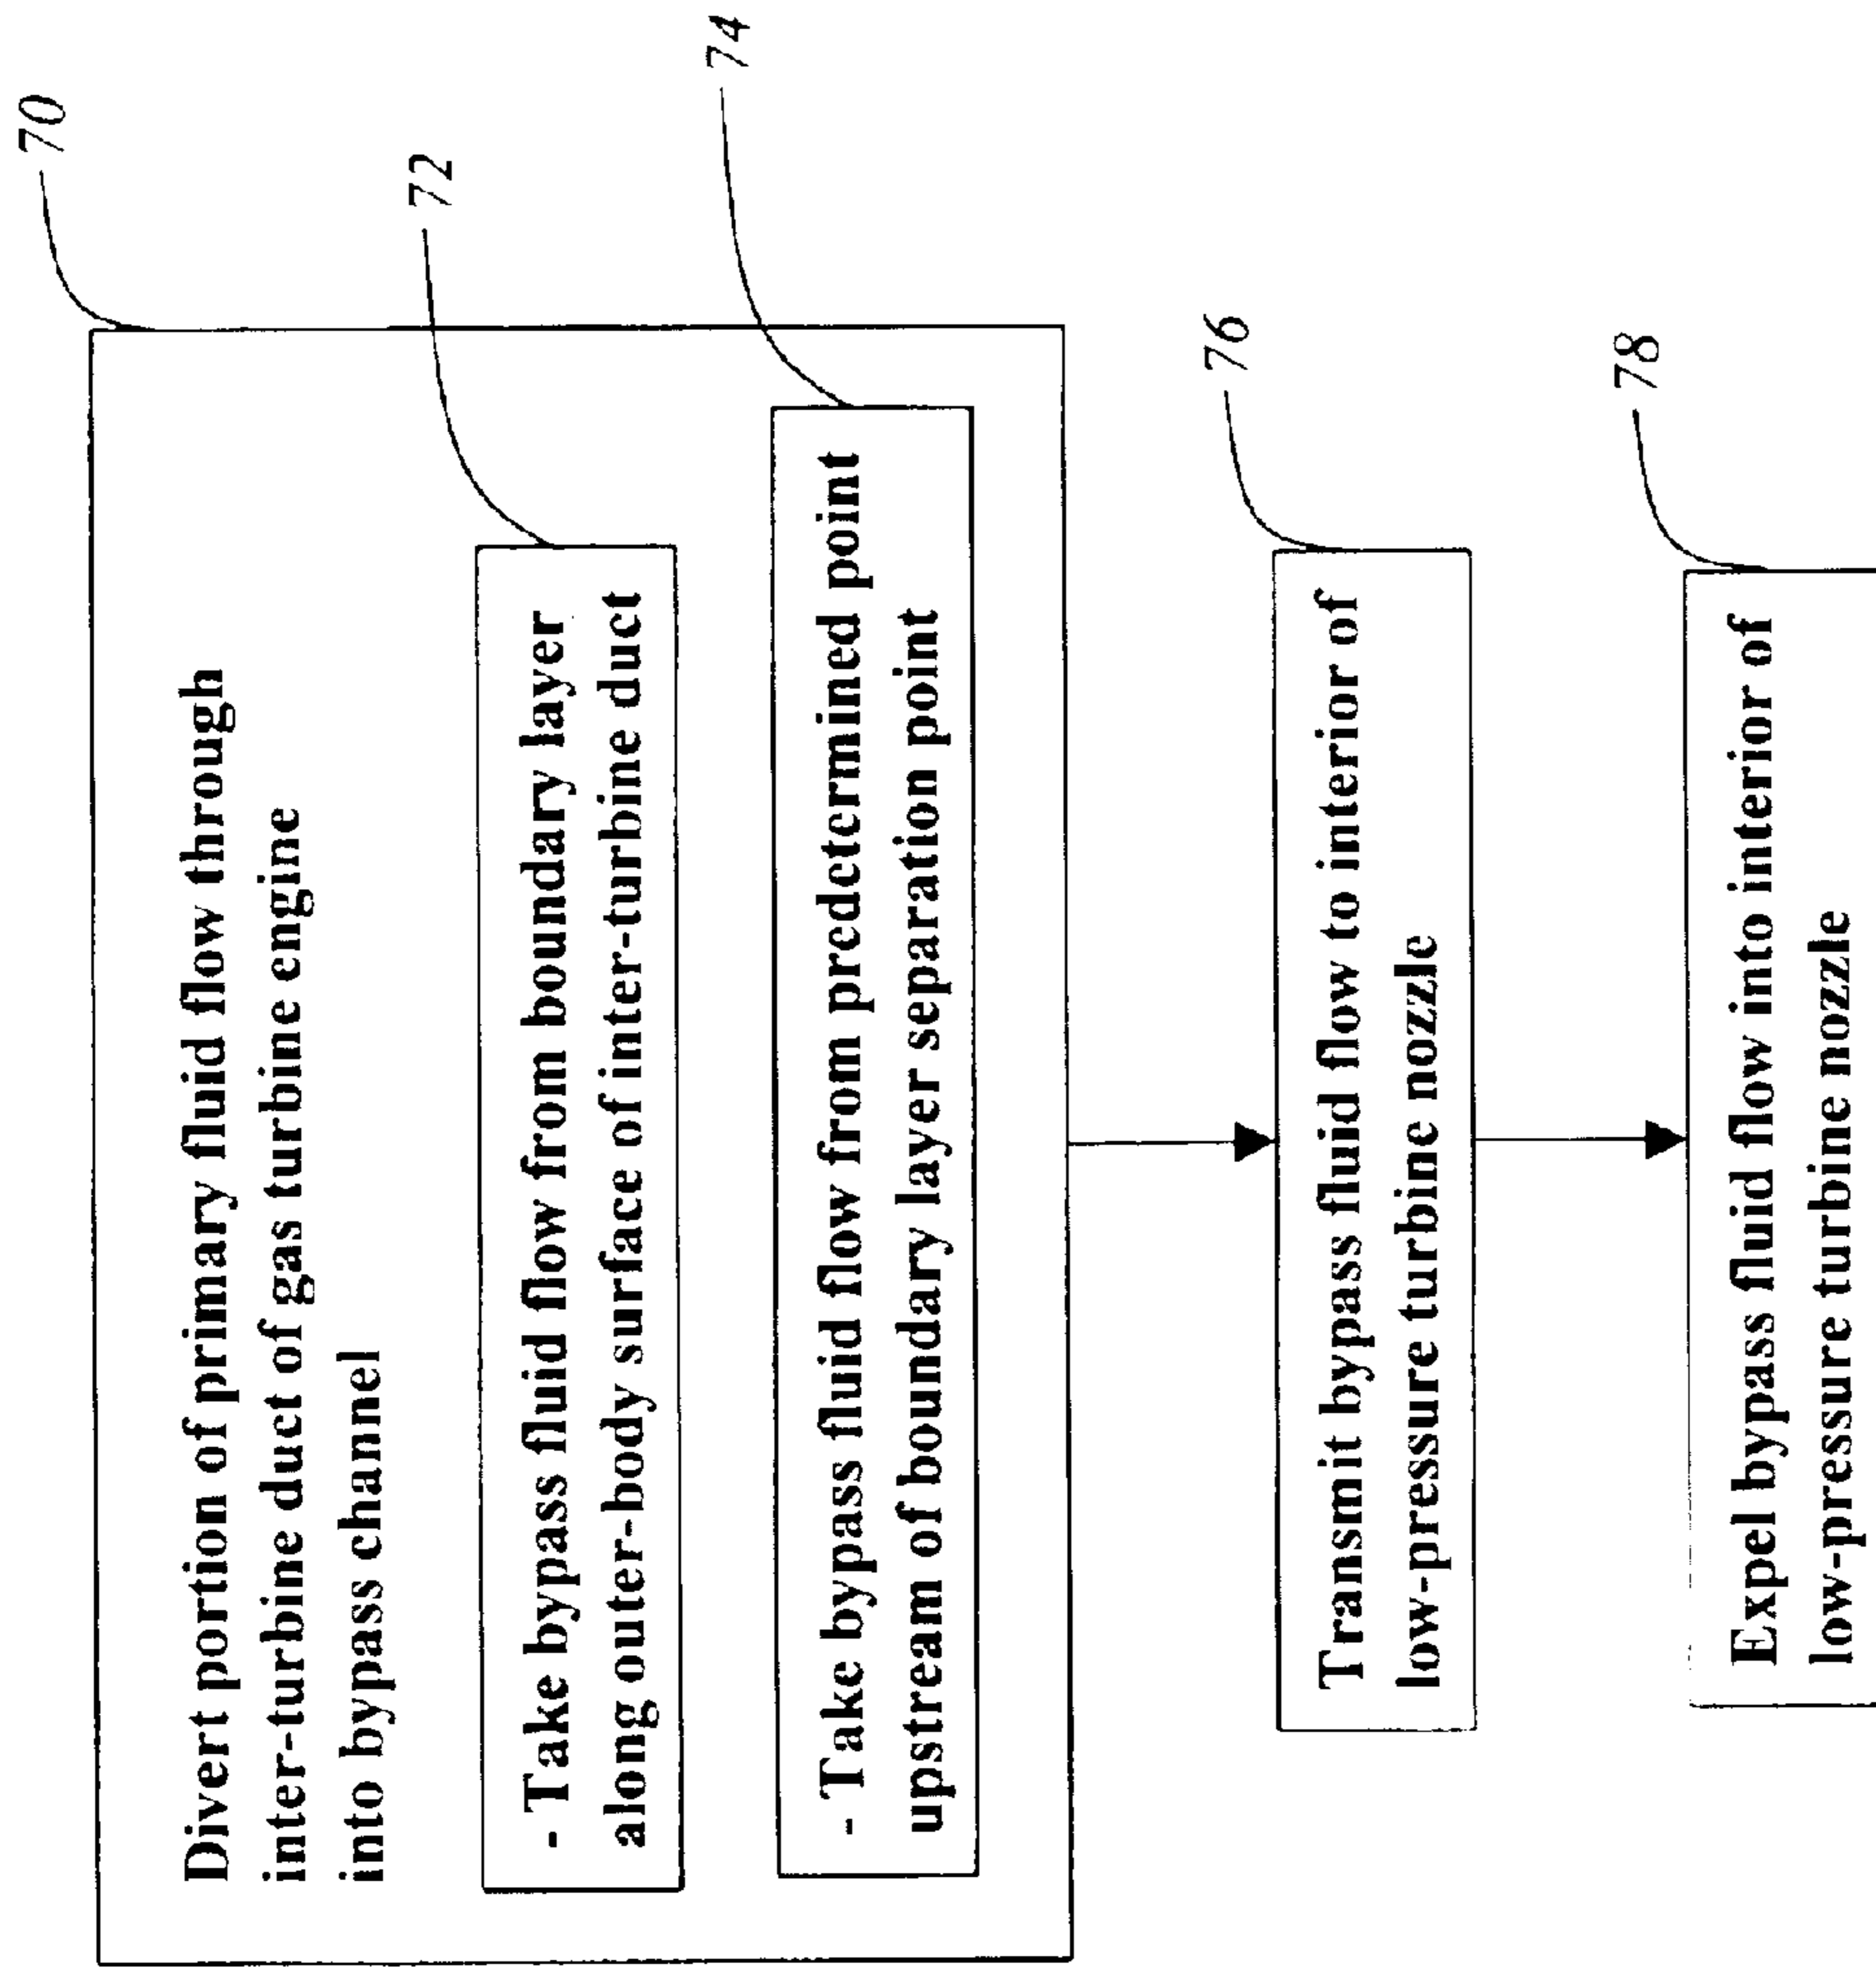 70
Divert portion of primary fluid flow through
inter-turbine duct of gas turbine engine
into bypass channel
72
- Take bypass fluid flow from boundary layer
along outer-body surface of inter-turbine duct
74
- Take bypass fluid flow from predetermined point
upstream of boundary layer separation point
76
Transmit bypass fluid flow to interior of
low-pressure turbine nozzle
78
Expel bypass fluid flow into interior of
low-pressure turbine nozzle